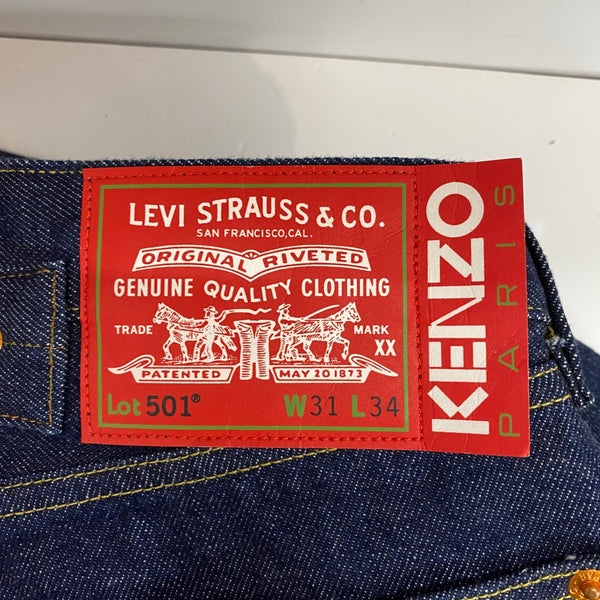 LEVI STRAUSS & CO.
SAN FRANCISCO, CAL.
ORIGINAL RIVETED
GENUINE QUALITY CLOTHING
TRADE MARK
XX
PATENTED MAY 20 1873
Lot 501® W31 L34
KENZO
PARIS